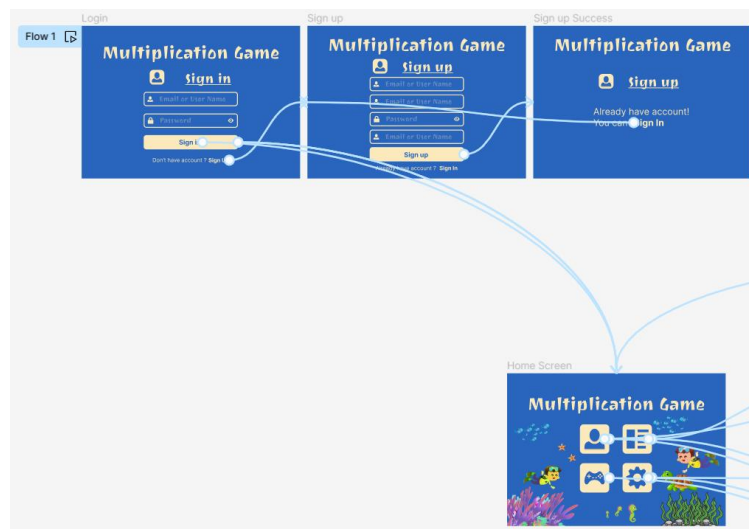 Login
Sign up
Sign up Success
Flow 1
Multiplication Game
Sign in
Email or User Name
Password
Sign
Don't have account ? Sign
Multiplication Game
Sign up
Email or User Name
Email or User Name
Password
Email or User Name
Sign up
Already have account ? Sign In
Multiplication Game
Sign up
Already have account!
You can Sign In
Home Screen
Multiplication Game